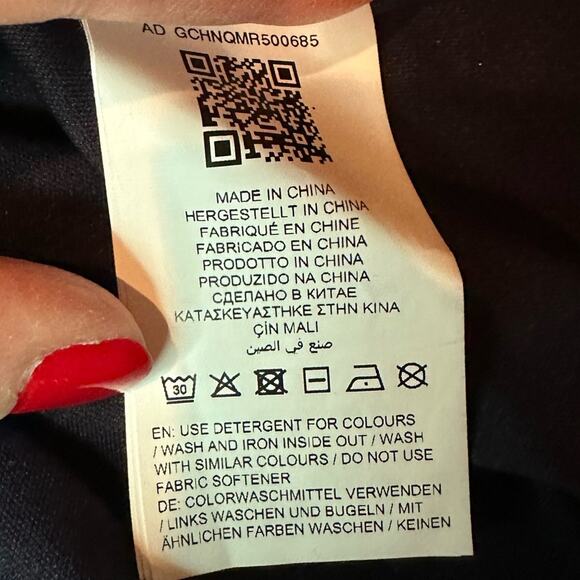 AD GCHNQMR500685
MADE IN CHINA
HERGESTELLT IN CHINA
FABRIQUÉ EN CHINE
FABRICADO EN CHINA
PRODOTTO IN CHINA
PRODUZIDO NA CHINA
СДЕЛАНО В КИТАЕ
ΚΑΤΑΣΚΕΥΑΣΤΗΚΕ ΣΤΗΝ ΚΙΝΑ
ÇİN MALI
صنع في الصين
30
EN: USE DETERGENT FOR COLOURS
/ WASH AND IRON INSIDE OUT / WASH
WITH SIMILAR COLOURS / DO NOT USE
FABRIC SOFTENER
DE: COLORWASCHMITTEL VERWENDEN
/ LINKS WASCHEN UND BUGELN / MIT
ÄHNLICHEN FARBEN WASCHEN / KEINEN